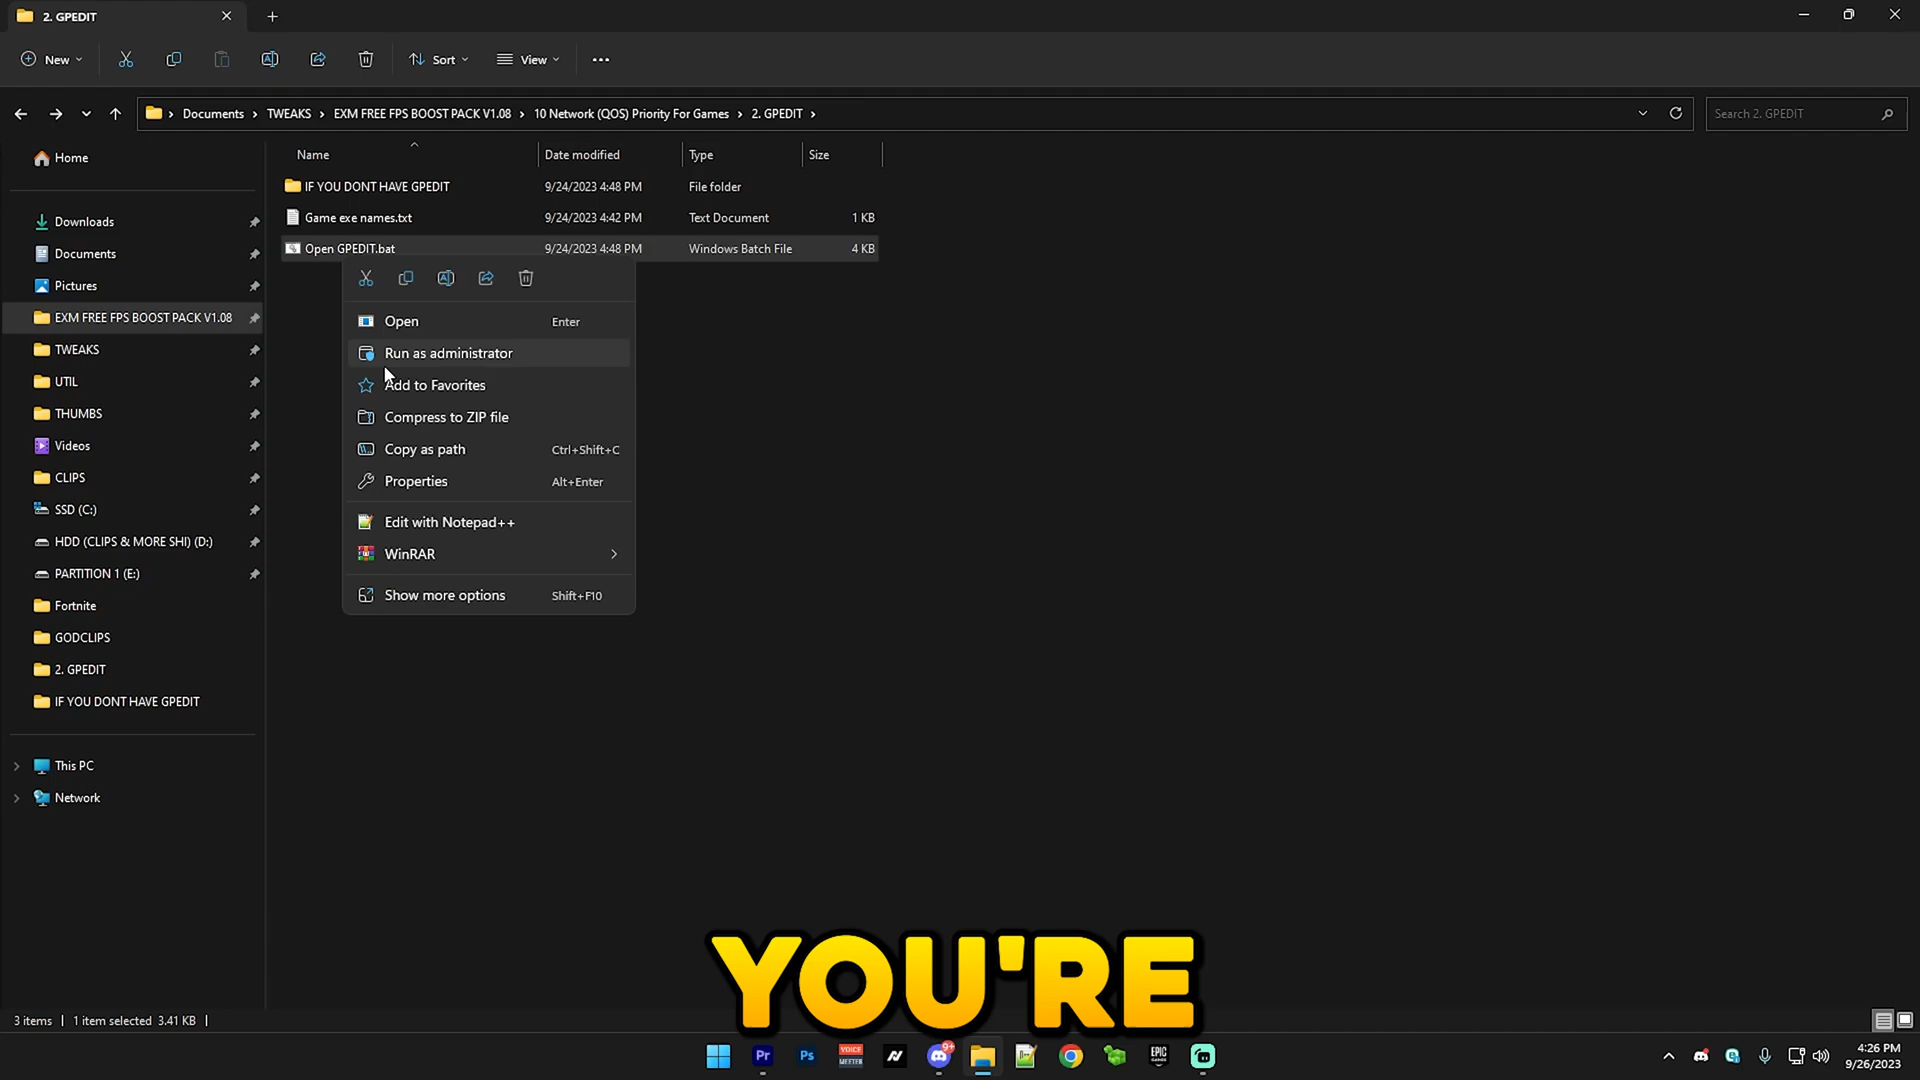 2. GPEDIT
New
Sort
View
Documents
TWEAKS
EXM FREE FPS BOOST PACK V1.08
10 Network (QOS) Priority For Games
2. GPEDIT
Search 2. GPEDIT
Name
Date modified
Type
Size
IF YOU DONT HAVE GPEDIT 9/24/2023 4:48 PM File folder
Game exe names.txt 9/24/2023 4:42 PM Text Document 1 KB
Open GPEDIT.bat 9/24/2023 4:48 PM Windows Batch File 4 KB
Open Enter
Run as administrator
Add to Favorites
Compress to ZIP file
Copy as path Ctrl+Shift+C
Properties Alt+Enter
Edit with Notepad++
WinRAR
Show more options Shift+F10
Home
Downloads
Documents
Pictures
EXM FREE FPS BOOST PACK V1.08
TWEAKS
UTIL
THUMBS
Videos
CLIPS
SSD (C:)
HDD (CLIPS & MORE SHI) (D:)
PARTITION 1 (E:)
Fortnite
GODCLIPS
2. GPEDIT
IF YOU DONT HAVE GPEDIT
This PC
Network
YOU'RE
3 items
1 item selected 3.41 KB
Pr
Ps
VOICE
MEETER
9+
EPIC
GAMES
4:26 PM
9/26/2023